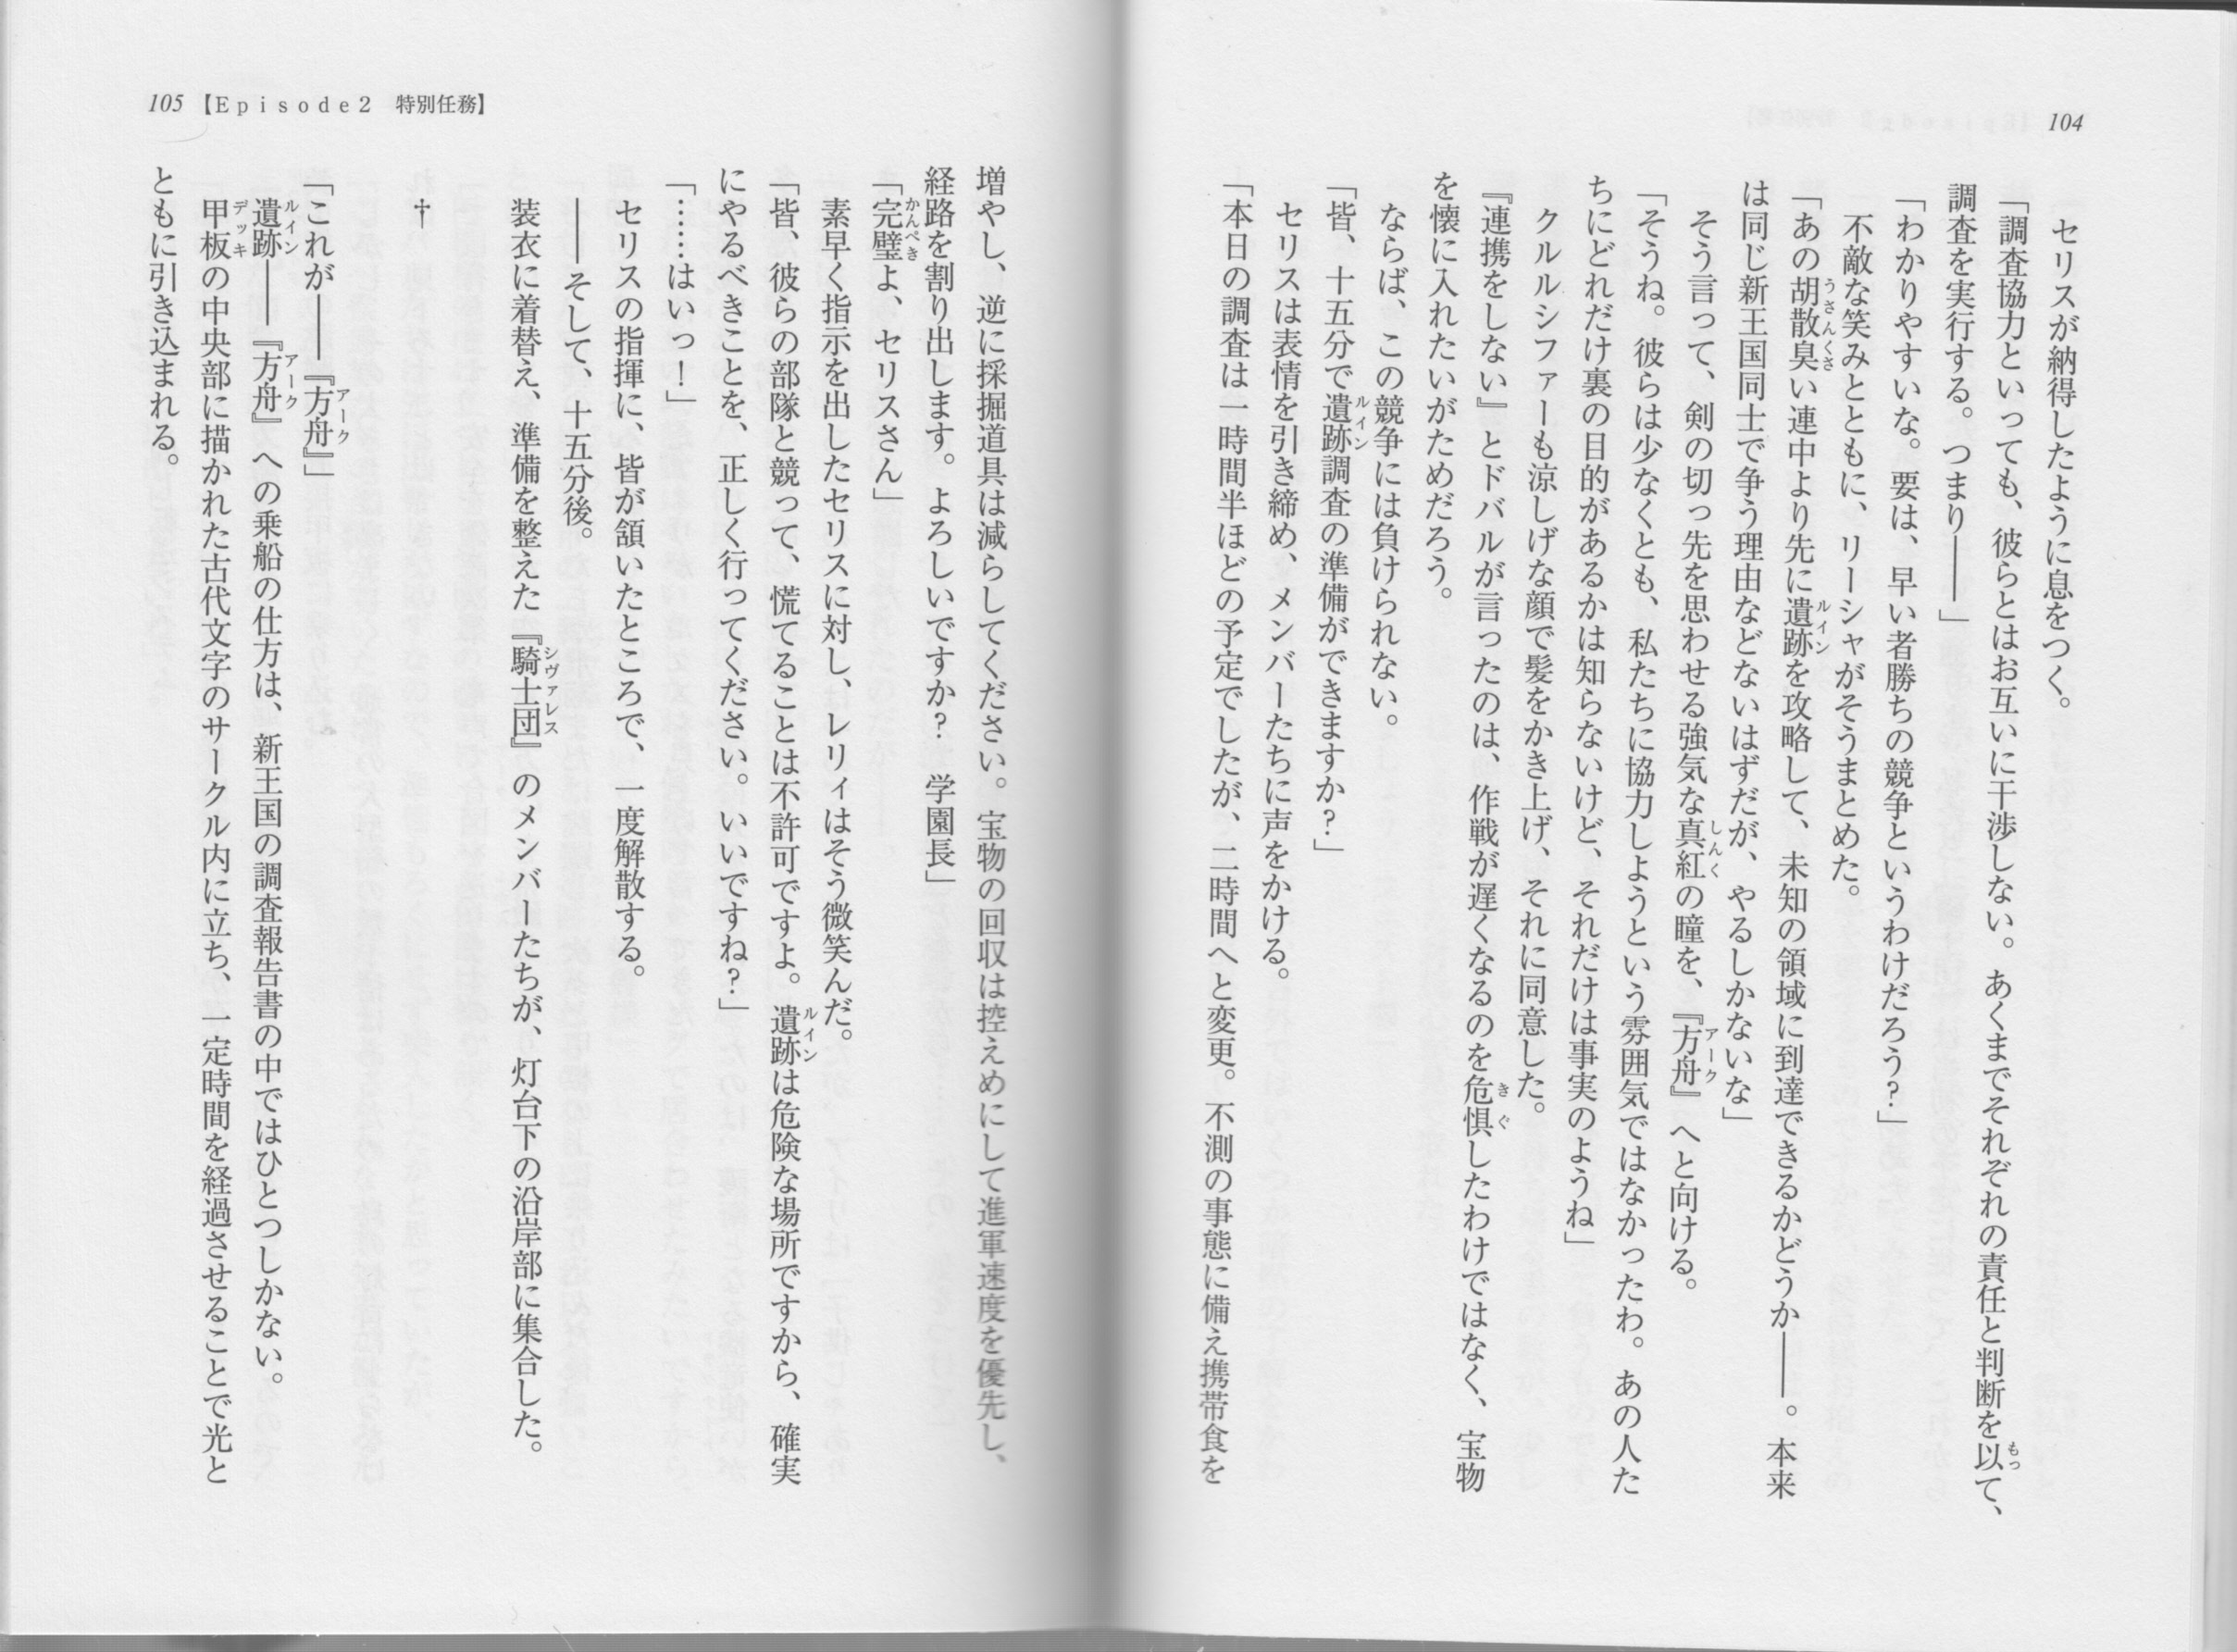 104
セリスが納得したように息をつく。
「調査協力といっても、彼らとはお互いに干渉しない。あくまでそれぞれの責任と判断を以て、
調査を実行する。つまり――」
「わかりやすいな。要は、早い者勝ちの競争というわけだろう？」
不敵な笑みとともに、リーシャがそうまとめた。
「あの胡散臭い連中より先に遺跡を攻略して、未知の領域に到達できるかどうか――。本来
は同じ新王国同士で争う理由などないはずだが、やるしかないな」
そう言って、剣の切っ先を思わせる強気な真紅の瞳を、『方舟』へと向ける。
「そうね。彼らは少なくとも、私たちに協力しようという雰囲気ではなかったわ。あの人た
ちにどれだけ裏の目的があるかは知らないけど、それだけは事実のようね」
クルルシファーも涼しげな顔で髪をかき上げ、それに同意した。
『連携をしない』とドバルが言ったのは、作戦が遅くなるのを危惧したわけではなく、宝物
を懐に入れたいがためだろう。
ならば、この競争には負けられない。
「皆、十五分で遺跡調査の準備ができますか？」
セリスは表情を引き締め、メンバーたちに声をかける。
「本日の調査は一時間半ほどの予定でしたが、二時間へと変更。不測の事態に備え携帯食を
105【Episode2　特別任務】
増やし、逆に採掘道具は減らしてください。宝物の回収は控えめにして進軍速度を優先し、
経路を割り出します。よろしいですか？　学園長」
「完璧よ、セリスさん」
素早く指示を出したセリスに対し、レリィはそう微笑んだ。
「皆、彼らの部隊と競って、慌てることは不許可ですよ。遺跡は危険な場所ですから、確実
にやるべきことを、正しく行ってください。いいですね？」
「……はいっ！」
セリスの指揮に、皆が頷いたところで、一度解散する。
――そして、十五分後。
装衣に着替え、準備を整えた『騎士団』のメンバーたちが、灯台下の沿岸部に集合した。
†
「これが――『方舟』」
遺跡――『方舟』への乗船の仕方は、新王国の調査報告書の中ではひとつしかない。
甲板の中央部に描かれた古代文字のサークル内に立ち、一定時間を経過させることで光と
ともに引き込まれる。